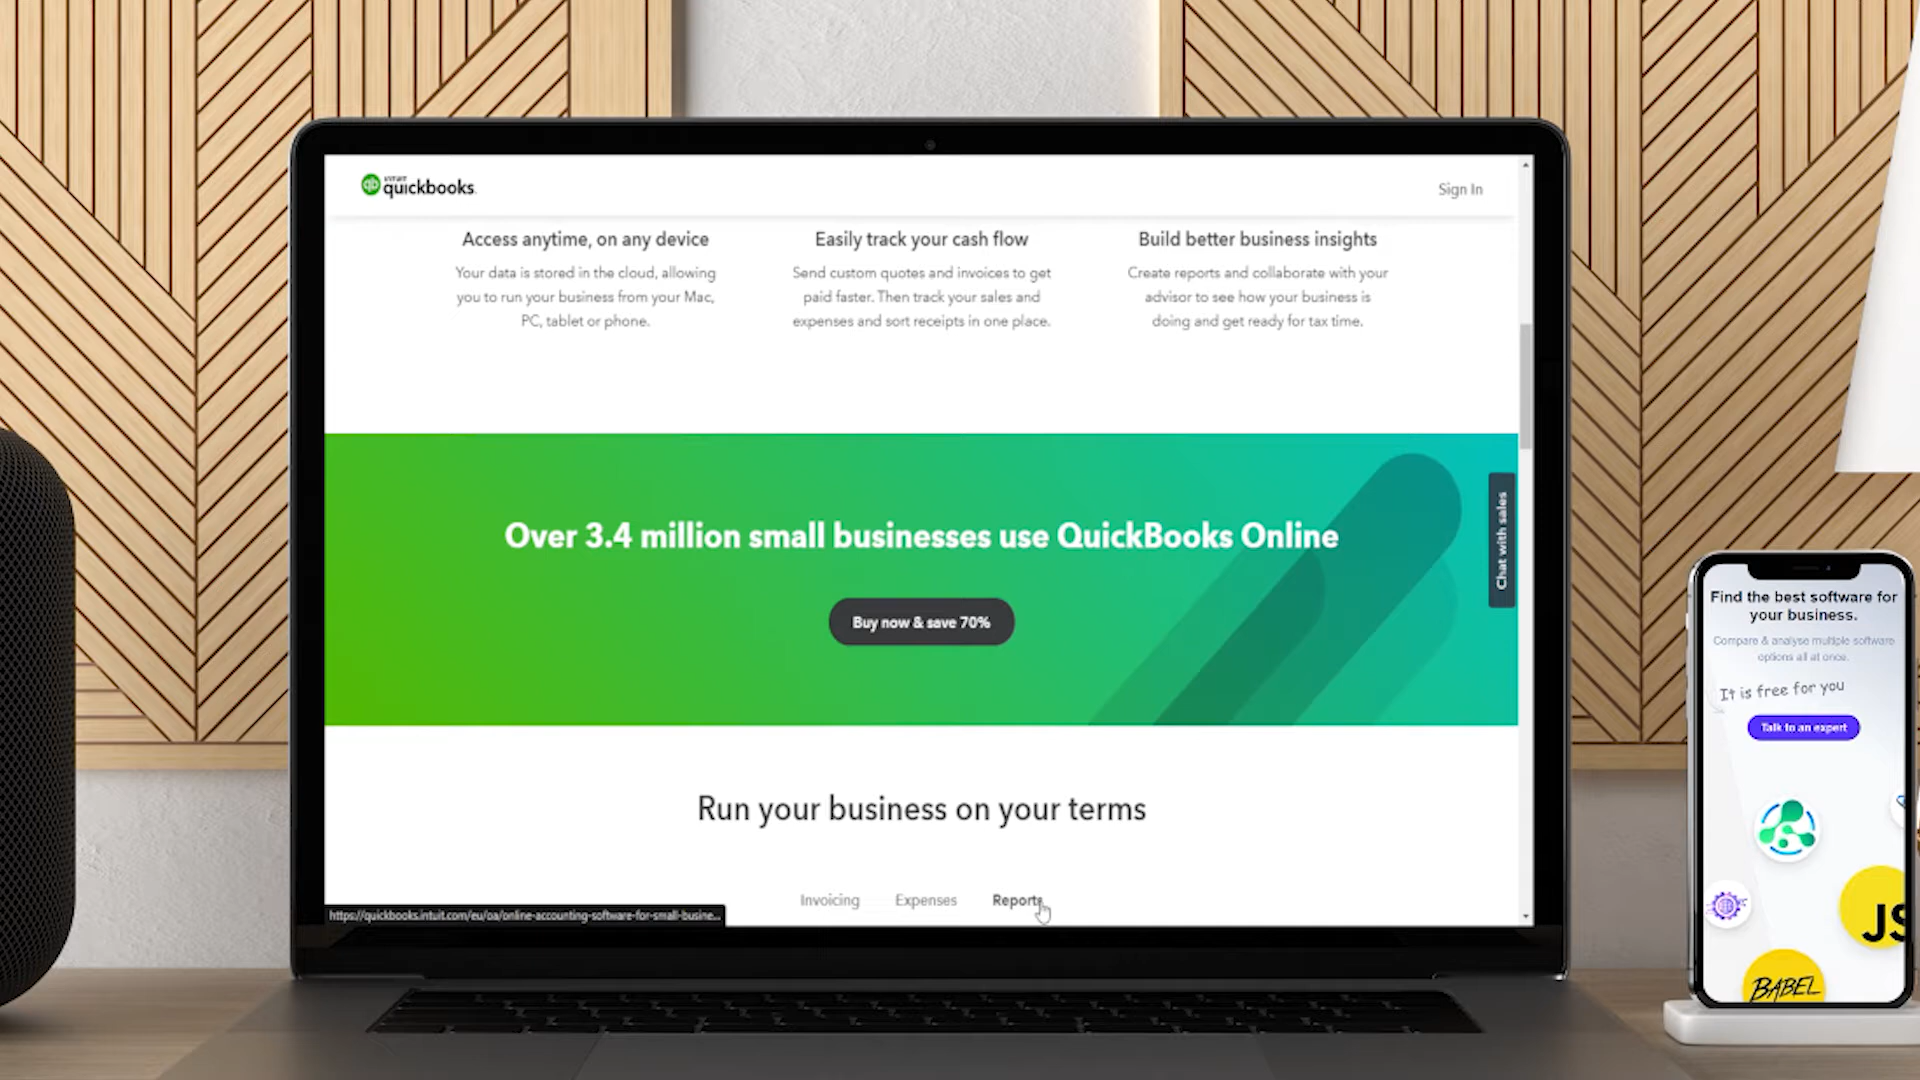 INTUIT
quickbooks.
Sign In
Access anytime, on any device
Your data is stored in the cloud, allowing
you to run your business from your Mac,
PC, tablet or phone.
Easily track your cash flow
Send custom quotes and invoices to get
paid faster. Then track your sales and
expenses and sort receipts in one place.
Build better business insights
Create reports and collaborate with your
advisor to see how your business is
doing and get ready for tax time.
Over 3.4 million small businesses use QuickBooks Online
Buy now & save 70%
Chat with sales
Run your business on your terms
Invoicing Expenses Reports
https://quickbooks.intuit.com/eu/oa/online-accounting-software-for-small-busine...
Find the best software for
your business.
Compare & analyse multiple software
options all at once.
It is free for you
Talk to an expert
JS
BABEL